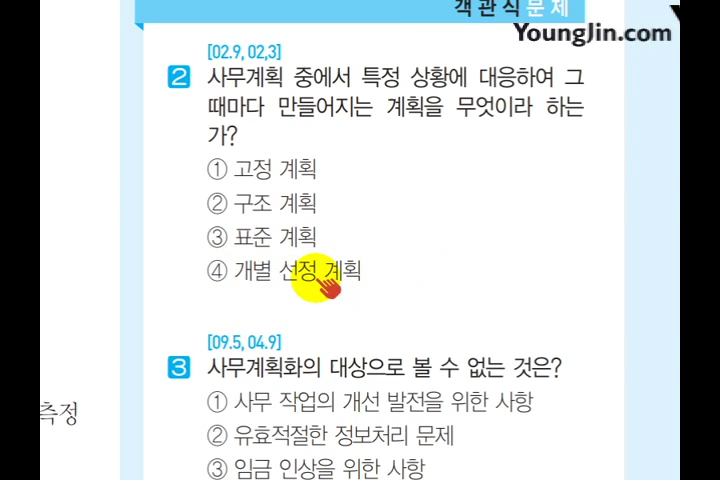 객관식 문제
YoungJin.com
[02.9, 02,3]
2 사무계획 중에서 특정 상황에 대응하여 그
때마다 만들어지는 계획을 무엇이라 하는
가?
① 고정 계획
② 구조 계획
③ 표준 계획
④ 개별 선정 계획
[09.5, 04.9]
3 사무계획화의 대상으로 볼 수 없는 것은?
① 사무 작업의 개선 발전을 위한 사항
② 유효적절한 정보처리 문제
측정
③ 임금 인상을 위한 사항